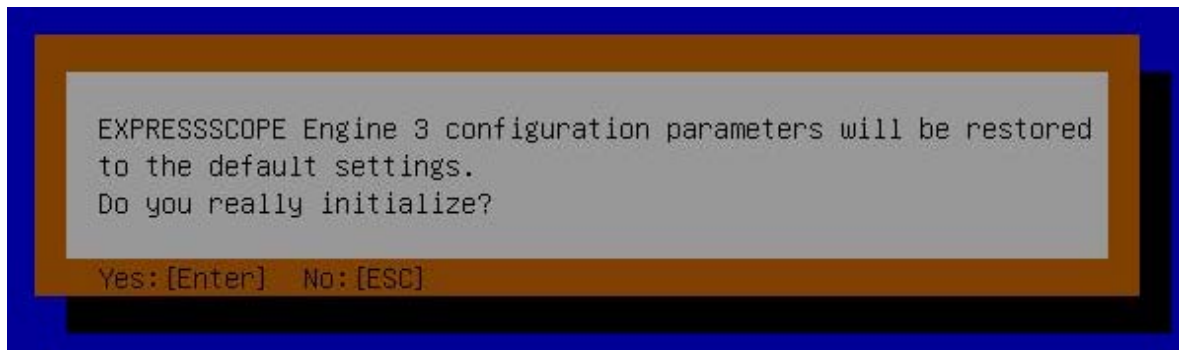 EXPRESSSCOPE Engine 3 configuration parameters will be restored
to the default settings.
Do you really initialize?
Yes:[Enter] No:[ESC]